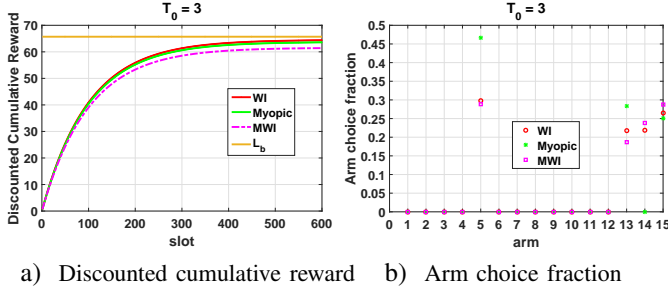 T_0 = 3
Discounted Cumulative Reward
70
60
50
40
30
20
10
0
WI
Myopic
MWI
L_b
0 100 200 300 400 500 600
slot
T_0 = 3
Arm choice fraction
0.5
0.45
0.4
0.35
0.3
0.25
0.2
0.15
0.1
0.05
0
WI
Myopic
MWI
0 1 2 3 4 5 6 7 8 9 10 11 12 13 14 15
arm
a) Discounted cumulative reward b) Arm choice fraction